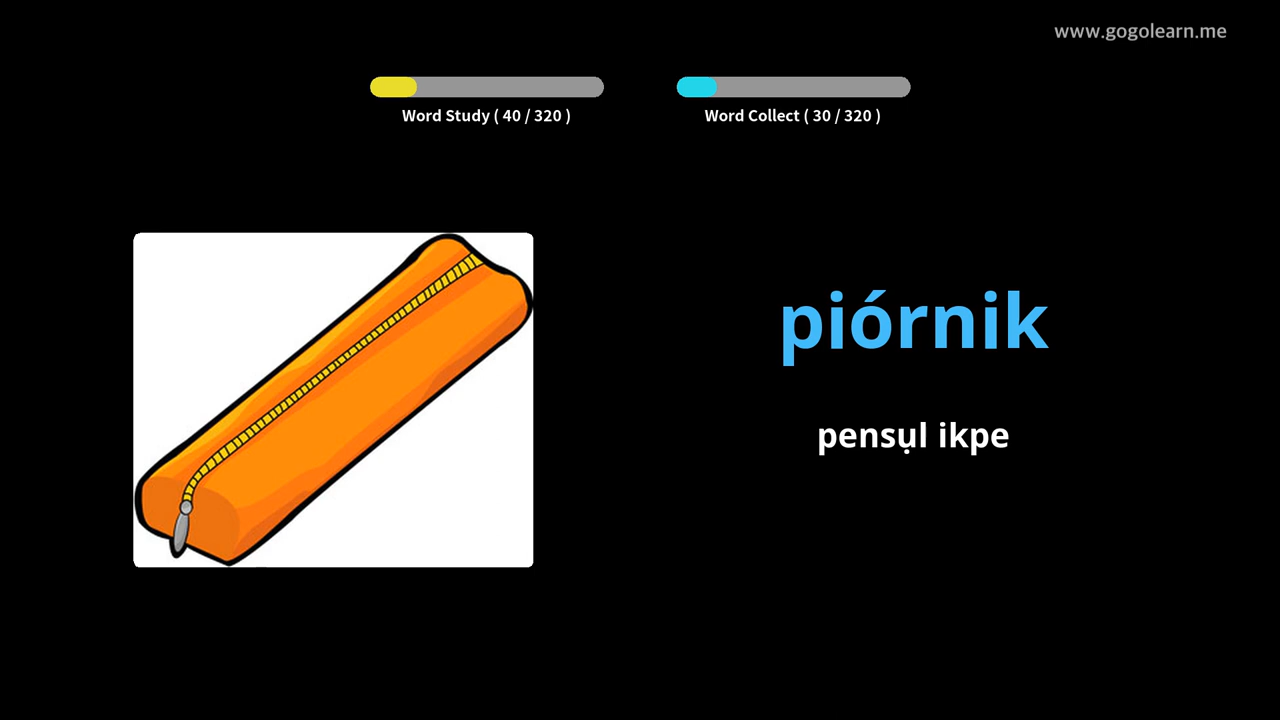 www.gogolearn.me
Word Study ( 40 / 320 )
Word Collect ( 30 / 320 )
piórnik
pensụl ikpe